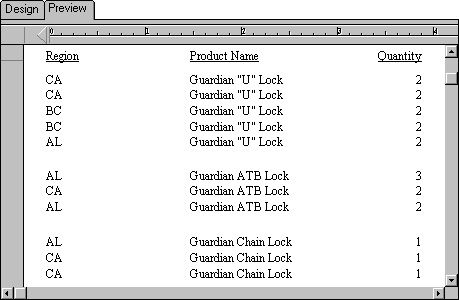 Design Preview
0 1 2 3 4
Region Product Name Quantity
CA Guardian "U" Lock 2
CA Guardian "U" Lock 2
BC Guardian "U" Lock 2
BC Guardian "U" Lock 2
AL Guardian "U" Lock 2
AL Guardian ATB Lock 3
CA Guardian ATB Lock 2
AL Guardian ATB Lock 2
AL Guardian Chain Lock 1
CA Guardian Chain Lock 1
CA Guardian Chain Lock 1